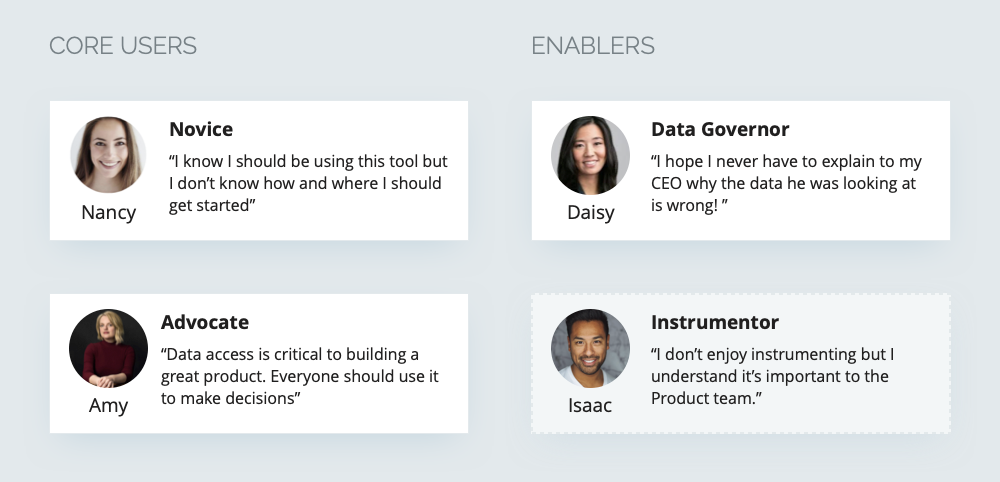 CORE USERS
Novice
“I know I should be using this tool but
I don’t know how and where I should
get started”
Nancy
Advocate
“Data access is critical to building a
great product. Everyone should use it
to make decisions”
Amy
ENABLERS
Data Governor
“I hope I never have to explain to my
CEO why the data he was looking at
is wrong! ”
Daisy
Instrumentor
“I don’t enjoy instrumenting but I
understand it’s important to the
Product team.”
Isaac